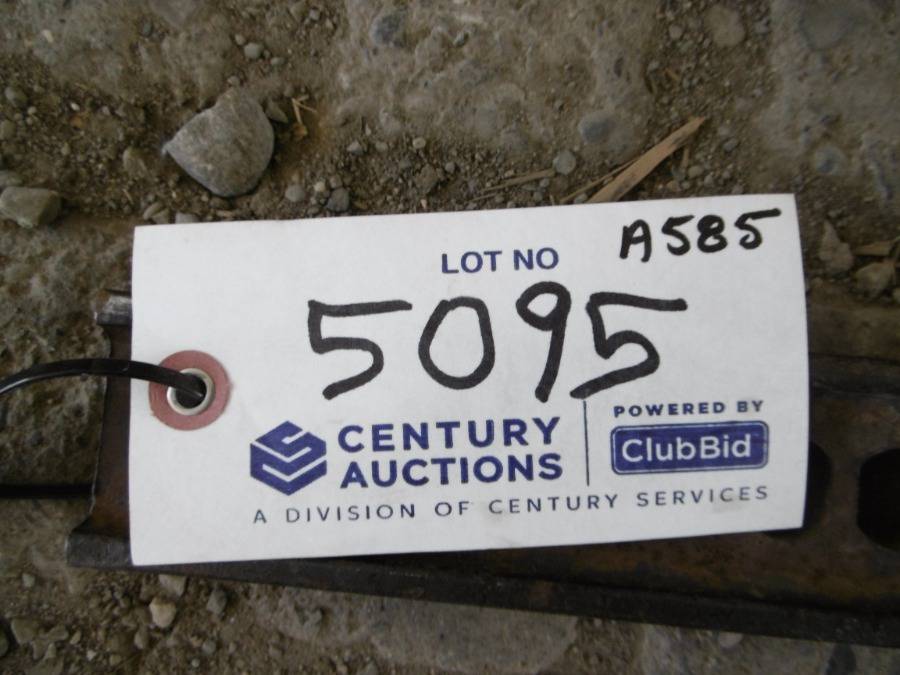 LOT NO
A585
5095
CENTURY
AUCTIONS
POWERED BY
ClubBid
A DIVISION OF CENTURY SERVICES